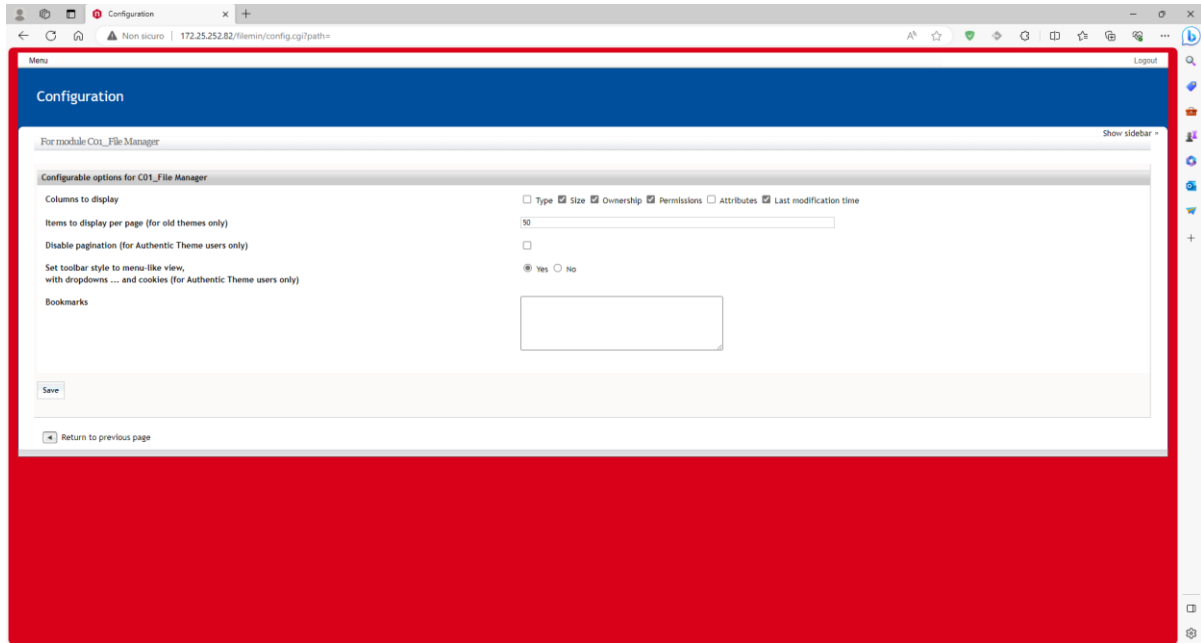 Configuration
Non sicuro | 172.25.252.82/filemin/config.cgi?path=
Menu
Logout
Configuration
Show sidebar »
For module C01_File Manager
Configurable options for C01_File Manager
Columns to display
Type Size Ownership Permissions Attributes Last modification time
Items to display per page (for old themes only)
50
Disable pagination (for Authentic Theme users only)
Set toolbar style to menu-like view,
with dropdowns ... and cookies (for Authentic Theme users only)
Yes No
Bookmarks
Save
Return to previous page